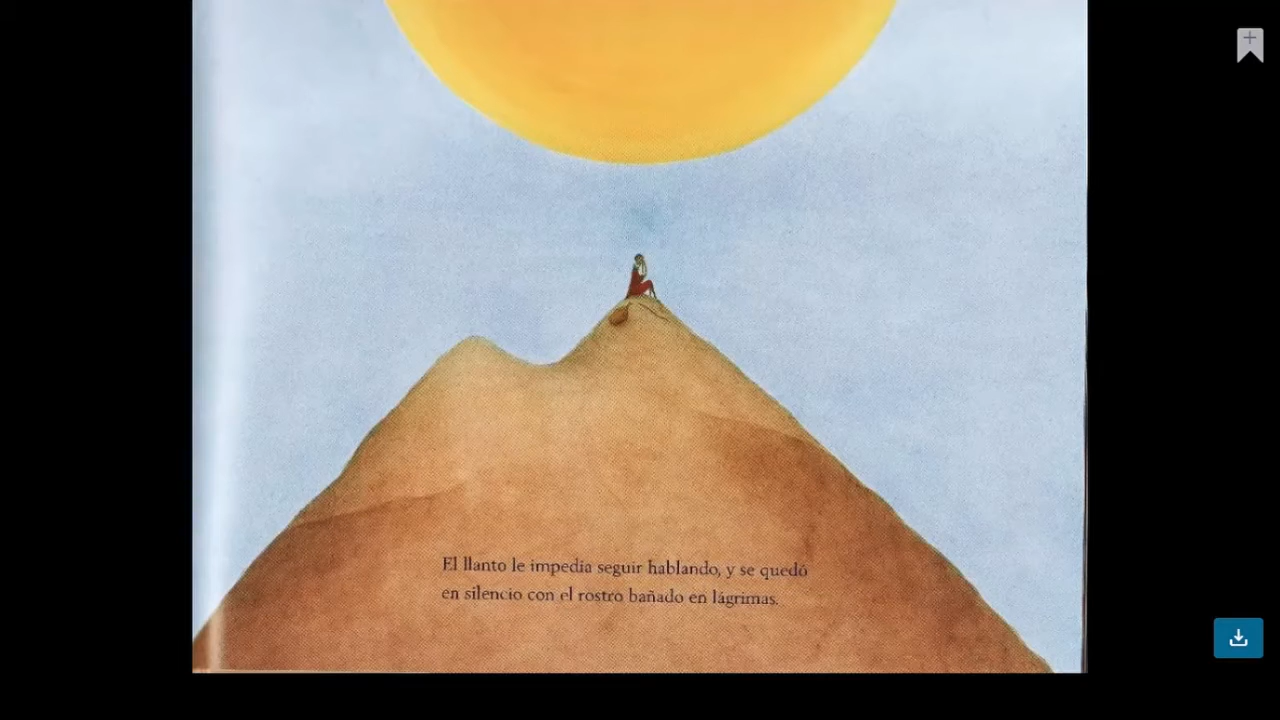 El llanto le impedía seguir hablando, y se quedó
en silencio con el rostro bañado en lágrimas.